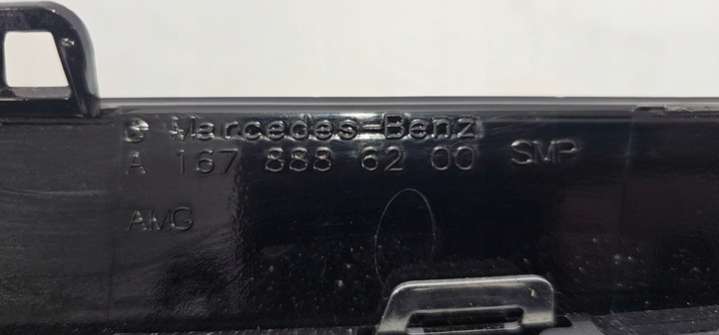 Mercedes-Benz
A 167 888 62 00 SMP
AMG